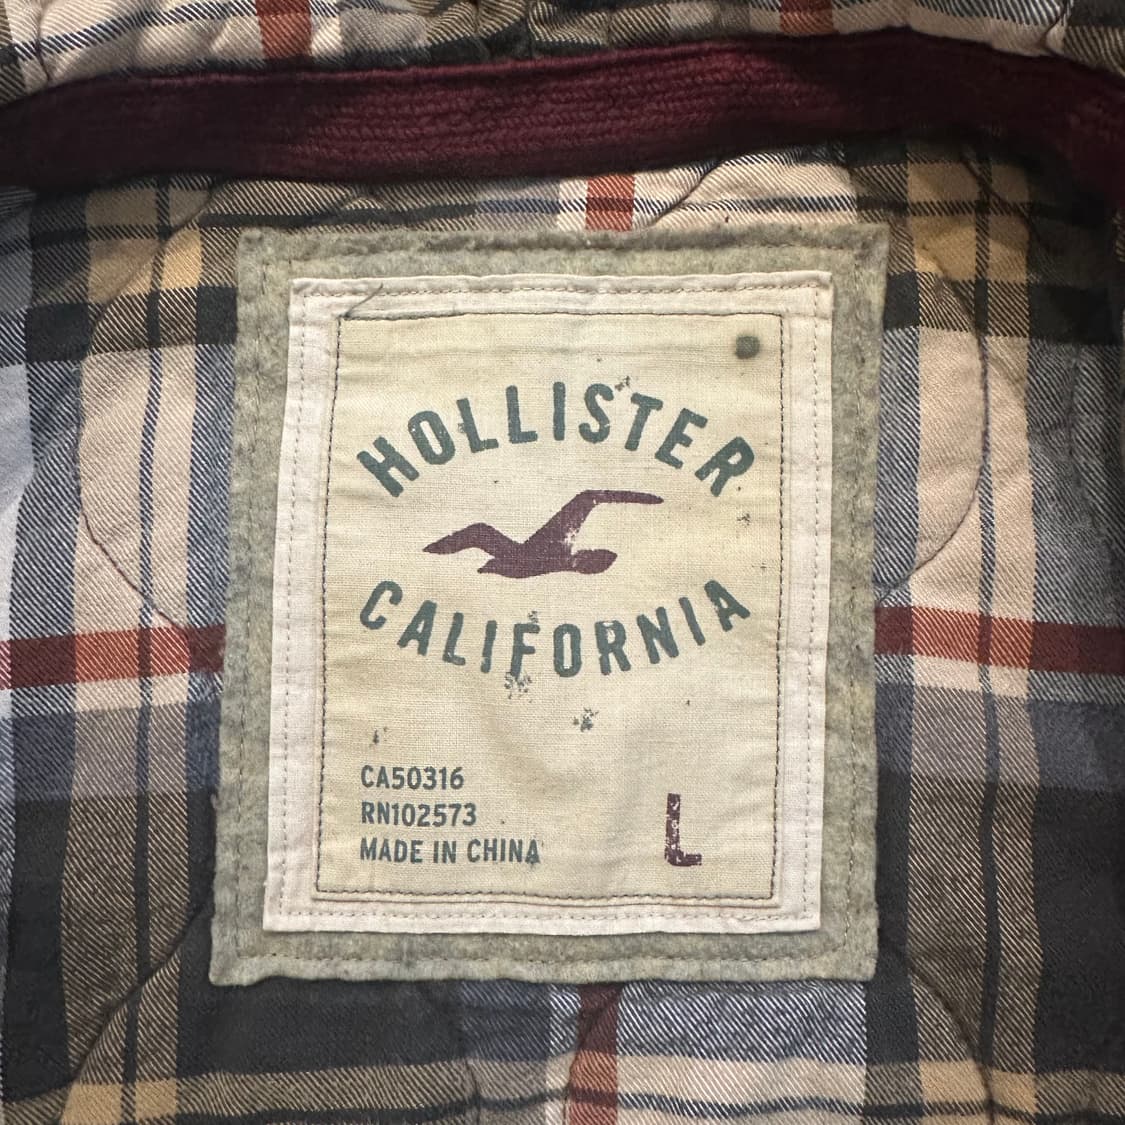 HOLLISTER
CALIFORNIA
CA50316
RN102573
MADE IN CHINA
L